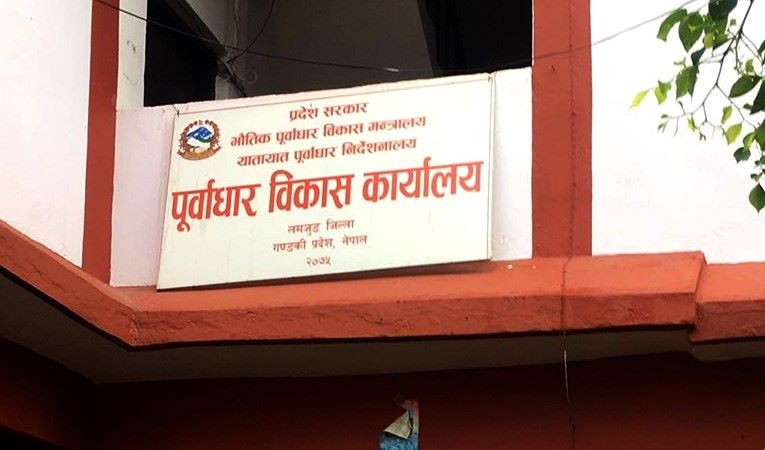 प्रदेश सरकार
भौतिक पूर्वाधार विकास मन्त्रालय
यातायात पूर्वाधार निर्देशनालय
पूर्वाधार विकास कार्यालय
लमजुङ जिल्ला
गण्डकी प्रदेश, नेपाल
२०७५